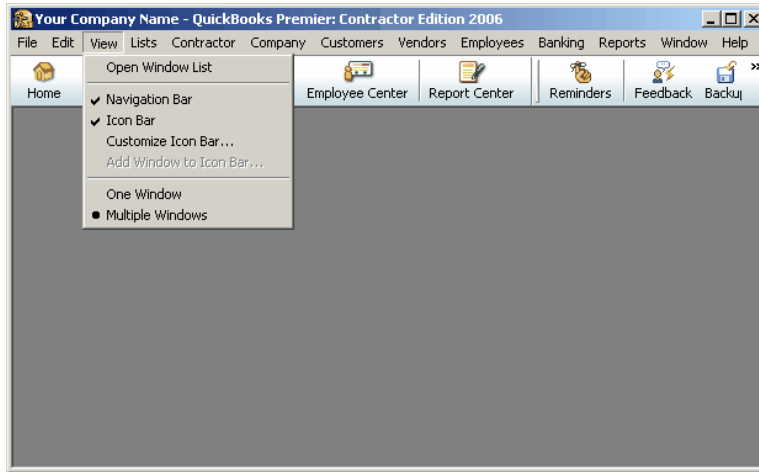 Your Company Name - QuickBooks Premier: Contractor Edition 2006
File Edit View Lists Contractor Company Customers Vendors Employees Banking Reports Window Help
Home Employee Center Report Center Reminders Feedback Backup
Open Window List
Navigation Bar
Icon Bar
Customize Icon Bar...
Add Window to Icon Bar...
One Window
Multiple Windows